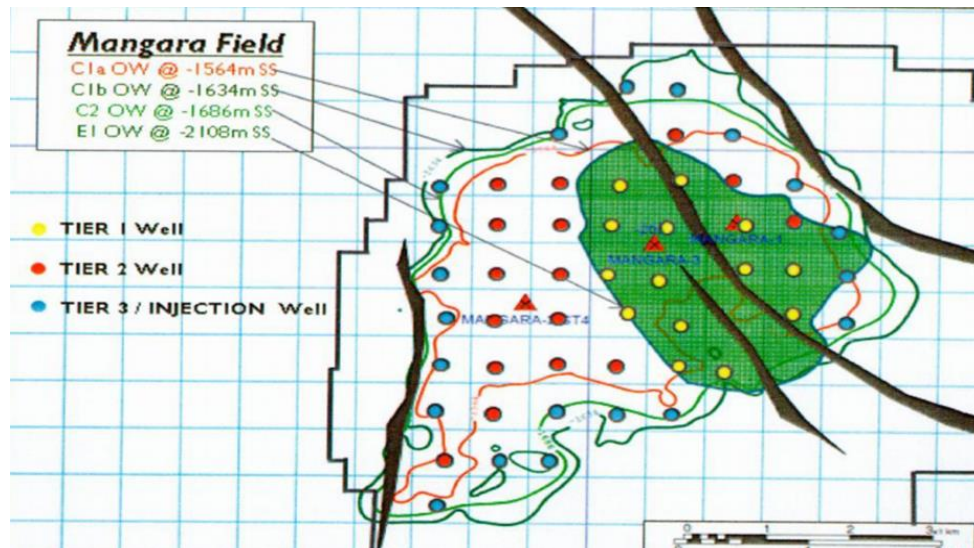 Mangara Field
C1a OW @ -1564m SS
C1b OW @ -1634m SS
C2 OW @ -1686m SS
E1 OW @ -2108m SS
TIER 1 Well
TIER 2 Well
TIER 3 / INJECTION Well
MANGARA-1
MANGARA-3
0 1 2